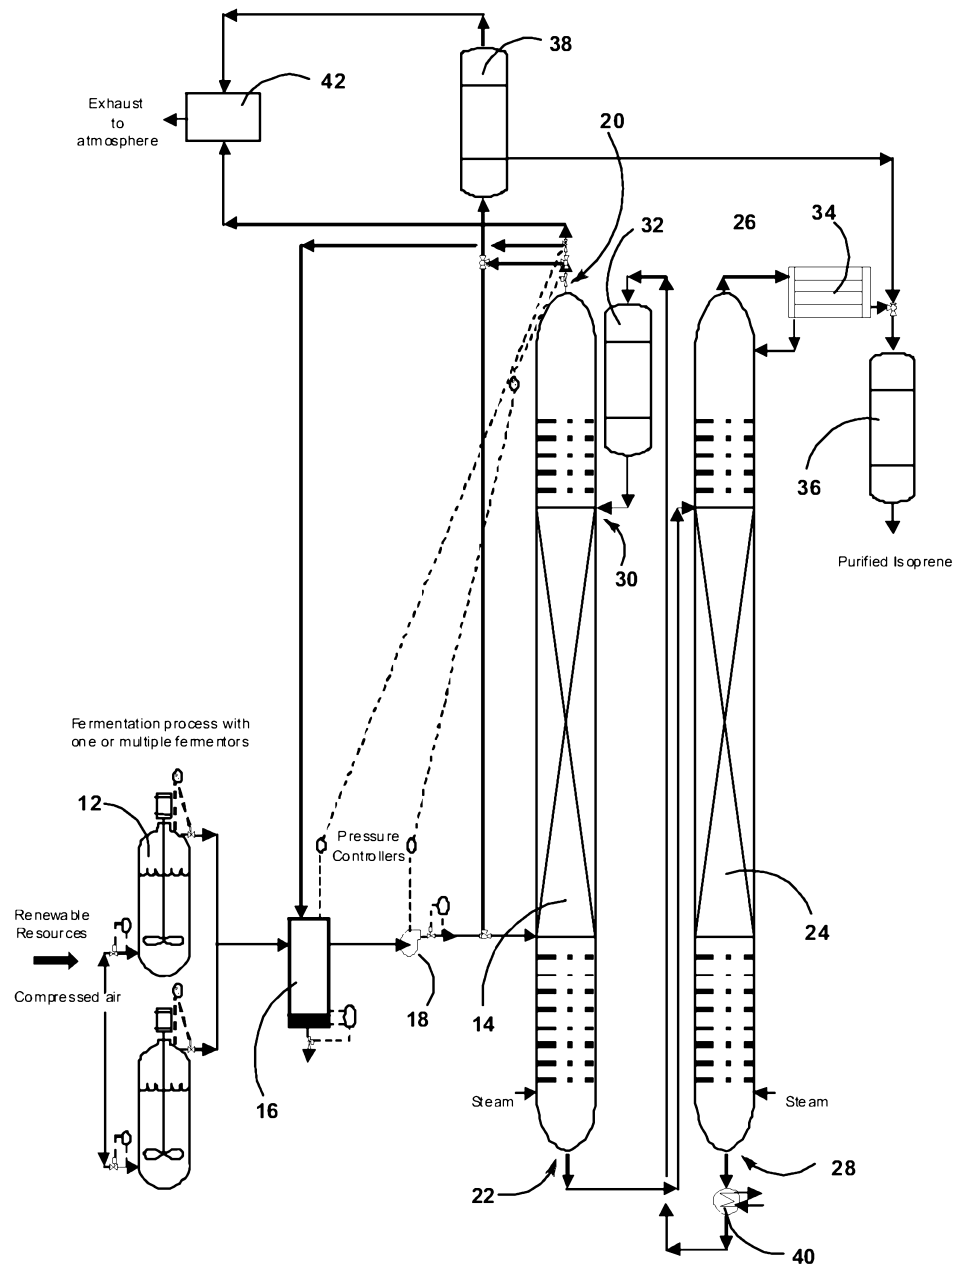 38
42
Exhaust
to
atmosphere
20
32
26
34
36
Purified Isoprene
30
Fermentation process with
one or multiple fermentors
12
Pressure
Controllers
Renewable
Resources
24
Compressed air
18
14
16
Steam
Steam
22
28
40